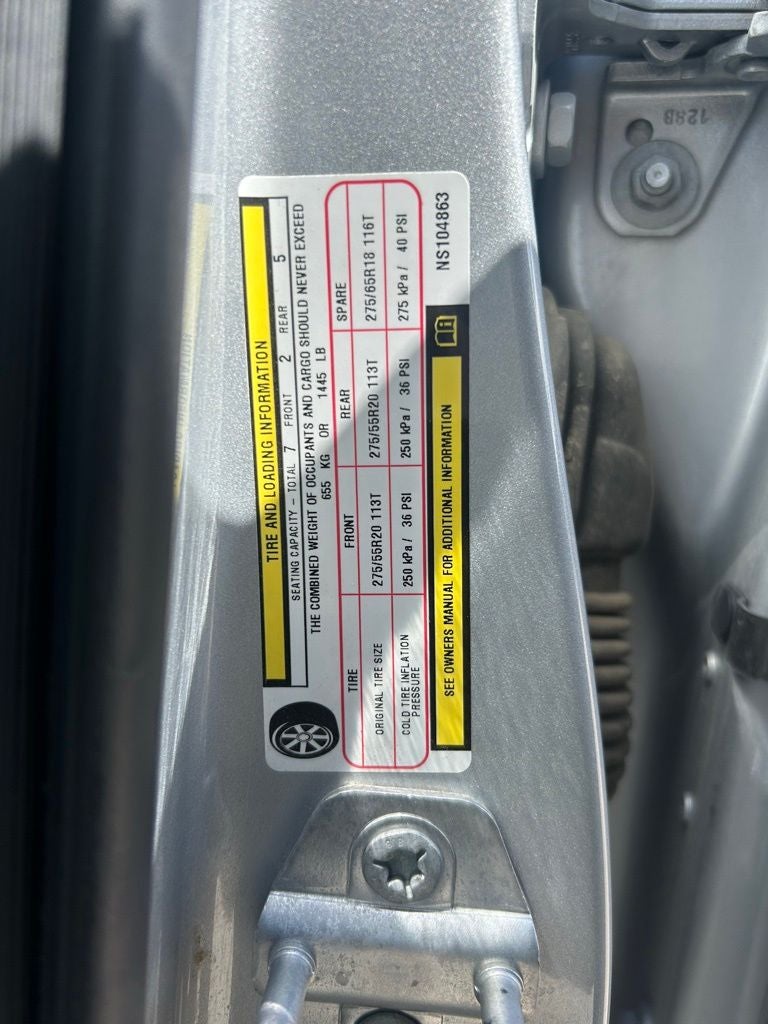 TIRE AND LOADING INFORMATION
SEATING CAPACITY - TOTAL 7 FRONT 2 REAR 5
THE COMBINED WEIGHT OF OCCUPANTS AND CARGO SHOULD NEVER EXCEED
655 KG OR 1445 LB
TIRE FRONT REAR SPARE
ORIGINAL TIRE SIZE 275/55R20 113T 275/55R20 113T 275/65R18 116T
COLD TIRE INFLATION PRESSURE 250 kPa / 36 PSI 250 kPa / 36 PSI 275 kPa / 40 PSI
SEE OWNERS MANUAL FOR ADDITIONAL INFORMATION
NS104863
128B